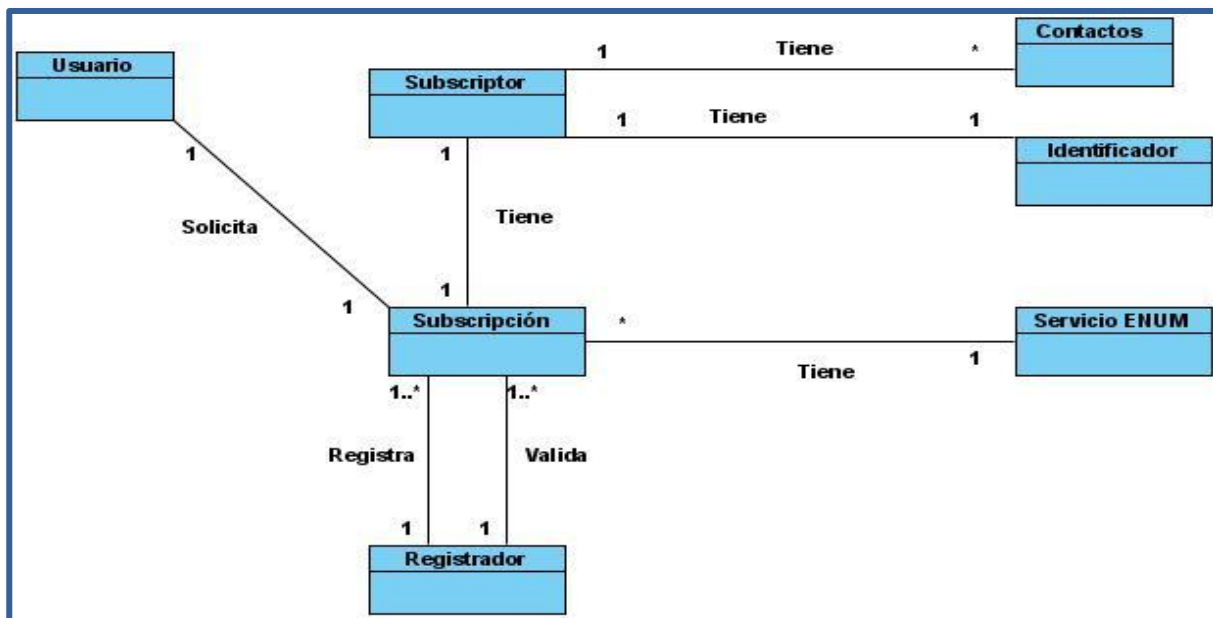 Contactos
1 Tiene *
Usuario
Subscriptor
1 Tiene 1
Identificador
1
1
Solicita
Tiene
1
1
Subscripción
*
Servicio ENUM
Tiene
1
1..* 1..*
Registra Valida
1 1
Registrador